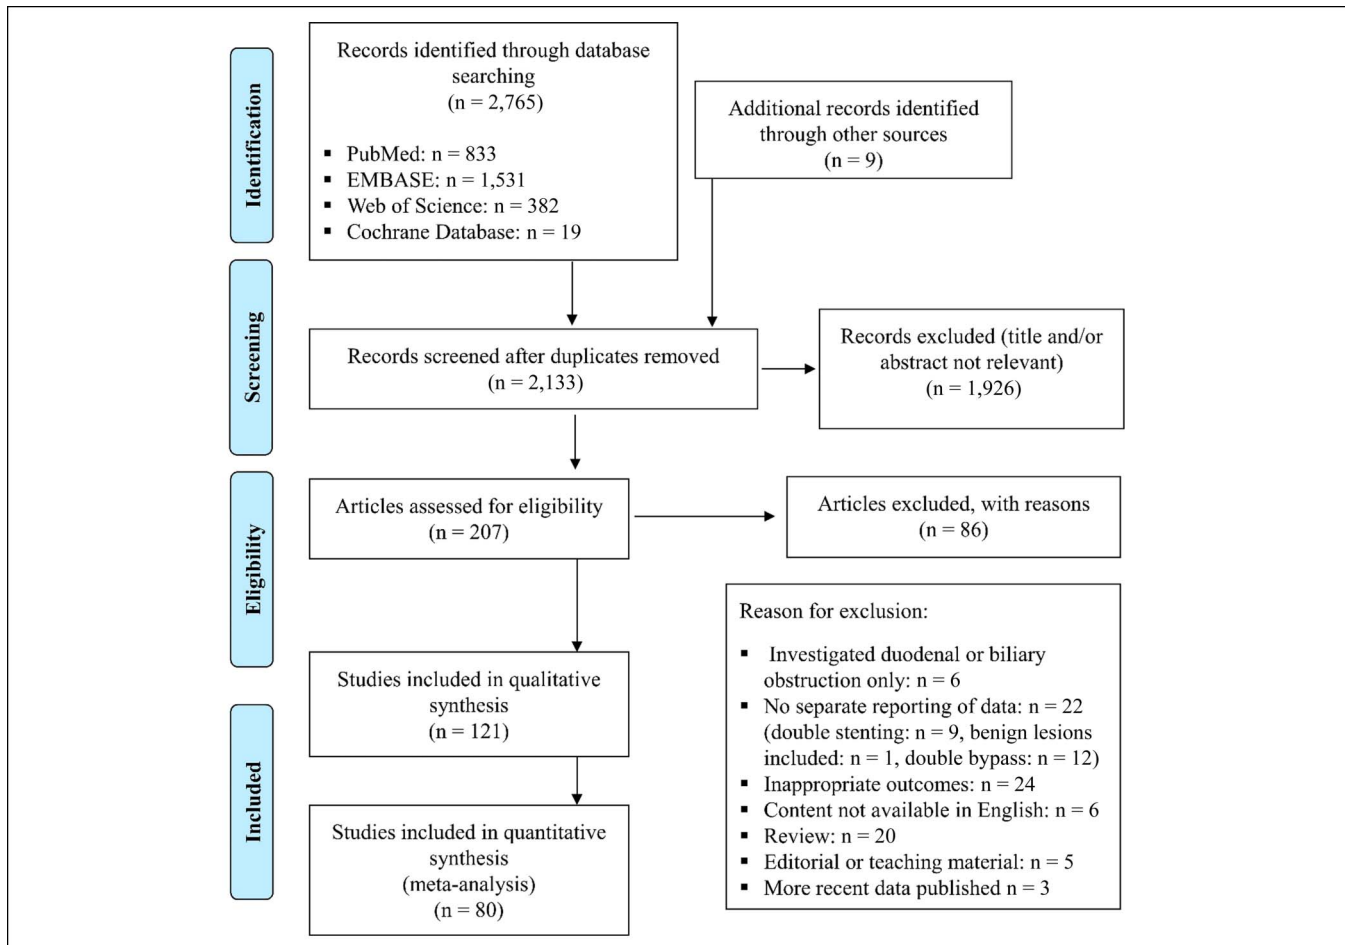 Identification
Records identified through database
searching
(n = 2,765)
▪ PubMed: n = 833
▪ EMBASE: n = 1,531
▪ Web of Science: n = 382
▪ Cochrane Database: n = 19
Additional records identified
through other sources
(n = 9)
Screening
Records screened after duplicates removed
(n = 2,133)
Records excluded (title and/or
abstract not relevant)
(n = 1,926)
Eligibility
Articles assessed for eligibility
(n = 207)
Articles excluded, with reasons
(n = 86)
Reason for exclusion:
▪ Investigated duodenal or biliary
obstruction only: n = 6
▪ No separate reporting of data: n = 22
(double stenting: n = 9, benign lesions
included: n = 1, double bypass: n = 12)
▪ Inappropriate outcomes: n = 24
▪ Content not available in English: n = 6
▪ Review: n = 20
▪ Editorial or teaching material: n = 5
▪ More recent data published n = 3
Included
Studies included in qualitative
synthesis
(n = 121)
Studies included in quantitative
synthesis
(meta-analysis)
(n = 80)